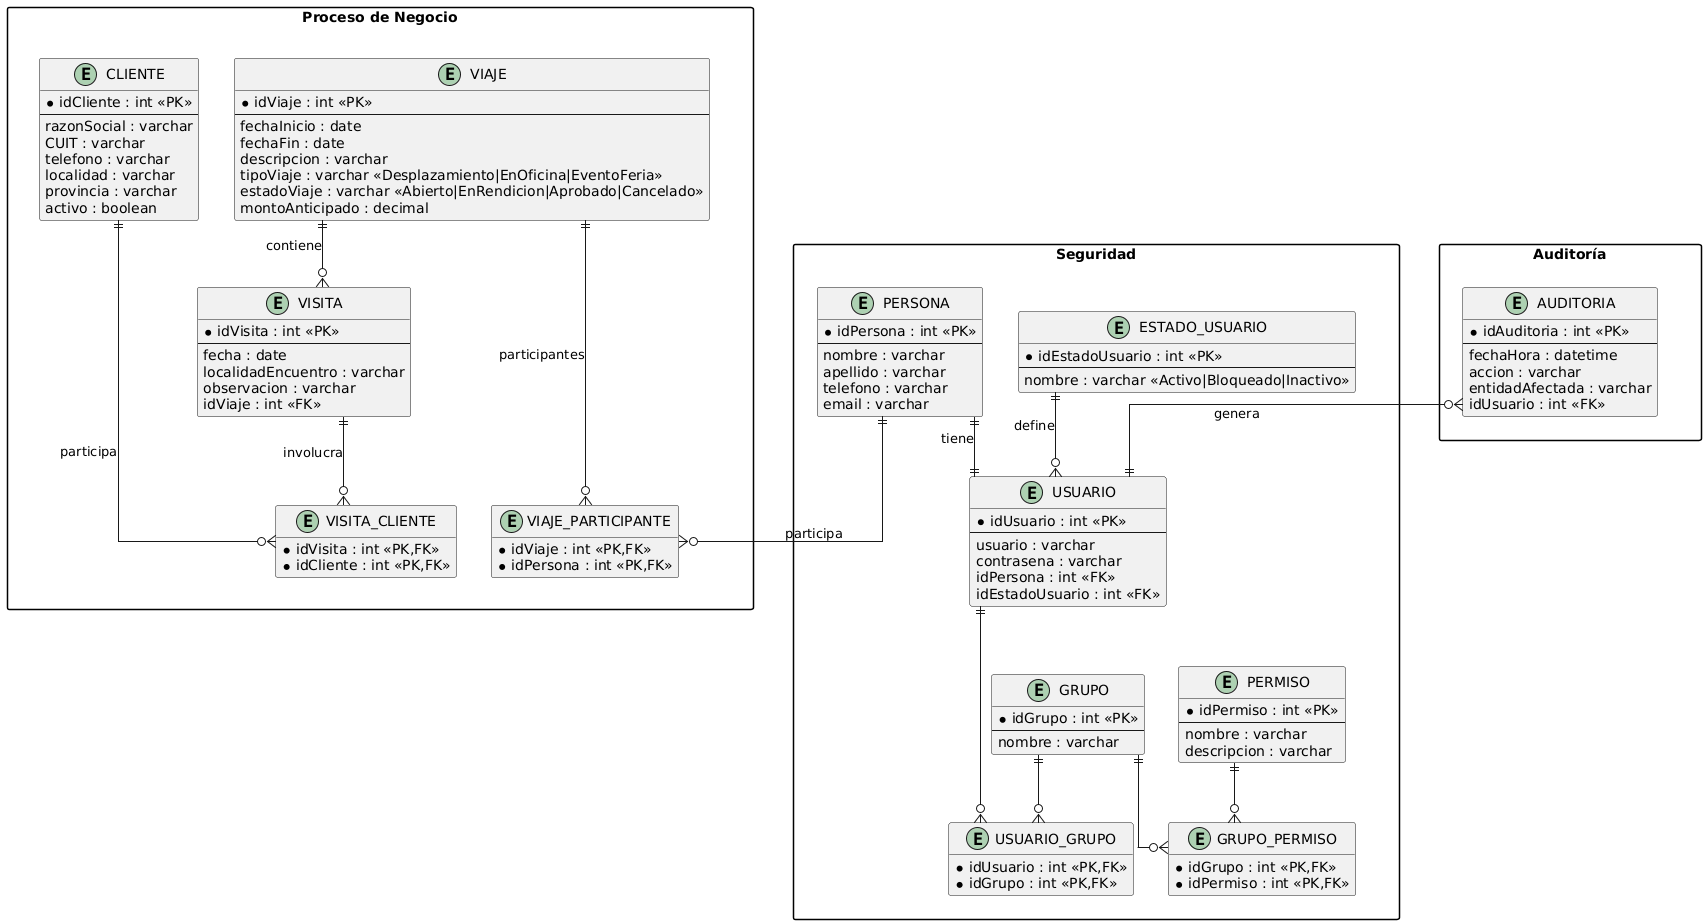 Proceso de Negocio
E CLIENTE
idCliente : int «PK»
razonSocial : varchar
CUIT : varchar
telefono : varchar
localidad : varchar
provincia : varchar
activo : boolean
E VIAJE
idViaje : int «PK»
fechaInicio : date
fechaFin : date
descripcion : varchar
tipoViaje : varchar «Desplazamiento|EnOficina|EventoFeria»
estadoViaje : varchar «Abierto|EnRendicion|Aprobado|Cancelado»
montoAnticipado : decimal
contiene
E VISITA
idVisita : int «PK»
fecha : date
localidadEncuentro : varchar
observacion : varchar
idViaje : int «FK»
participantes
participa
involucra
E VISITA_CLIENTE
idVisita : int «PK,FK»
idCliente : int «PK,FK»
E VIAJE_PARTICIPANTE
idViaje : int «PK,FK»
idPersona : int «PK,FK»
participa
Seguridad
E PERSONA
idPersona : int «PK»
nombre : varchar
apellido : varchar
telefono : varchar
email : varchar
E ESTADO_USUARIO
idEstadoUsuario : int «PK»
nombre : varchar «Activo|Bloqueado|Inactivo»
tiene
define
genera
E USUARIO
idUsuario : int «PK»
usuario : varchar
contrasena : varchar
idPersona : int «FK»
idEstadoUsuario : int «FK»
E GRUPO
idGrupo : int «PK»
nombre : varchar
E PERMISO
idPermiso : int «PK»
nombre : varchar
descripcion : varchar
E USUARIO_GRUPO
idUsuario : int «PK,FK»
idGrupo : int «PK,FK»
E GRUPO_PERMISO
idGrupo : int «PK,FK»
idPermiso : int «PK,FK»
Auditoría
E AUDITORIA
idAuditoria : int «PK»
fechaHora : datetime
accion : varchar
entidadAfectada : varchar
idUsuario : int «FK»